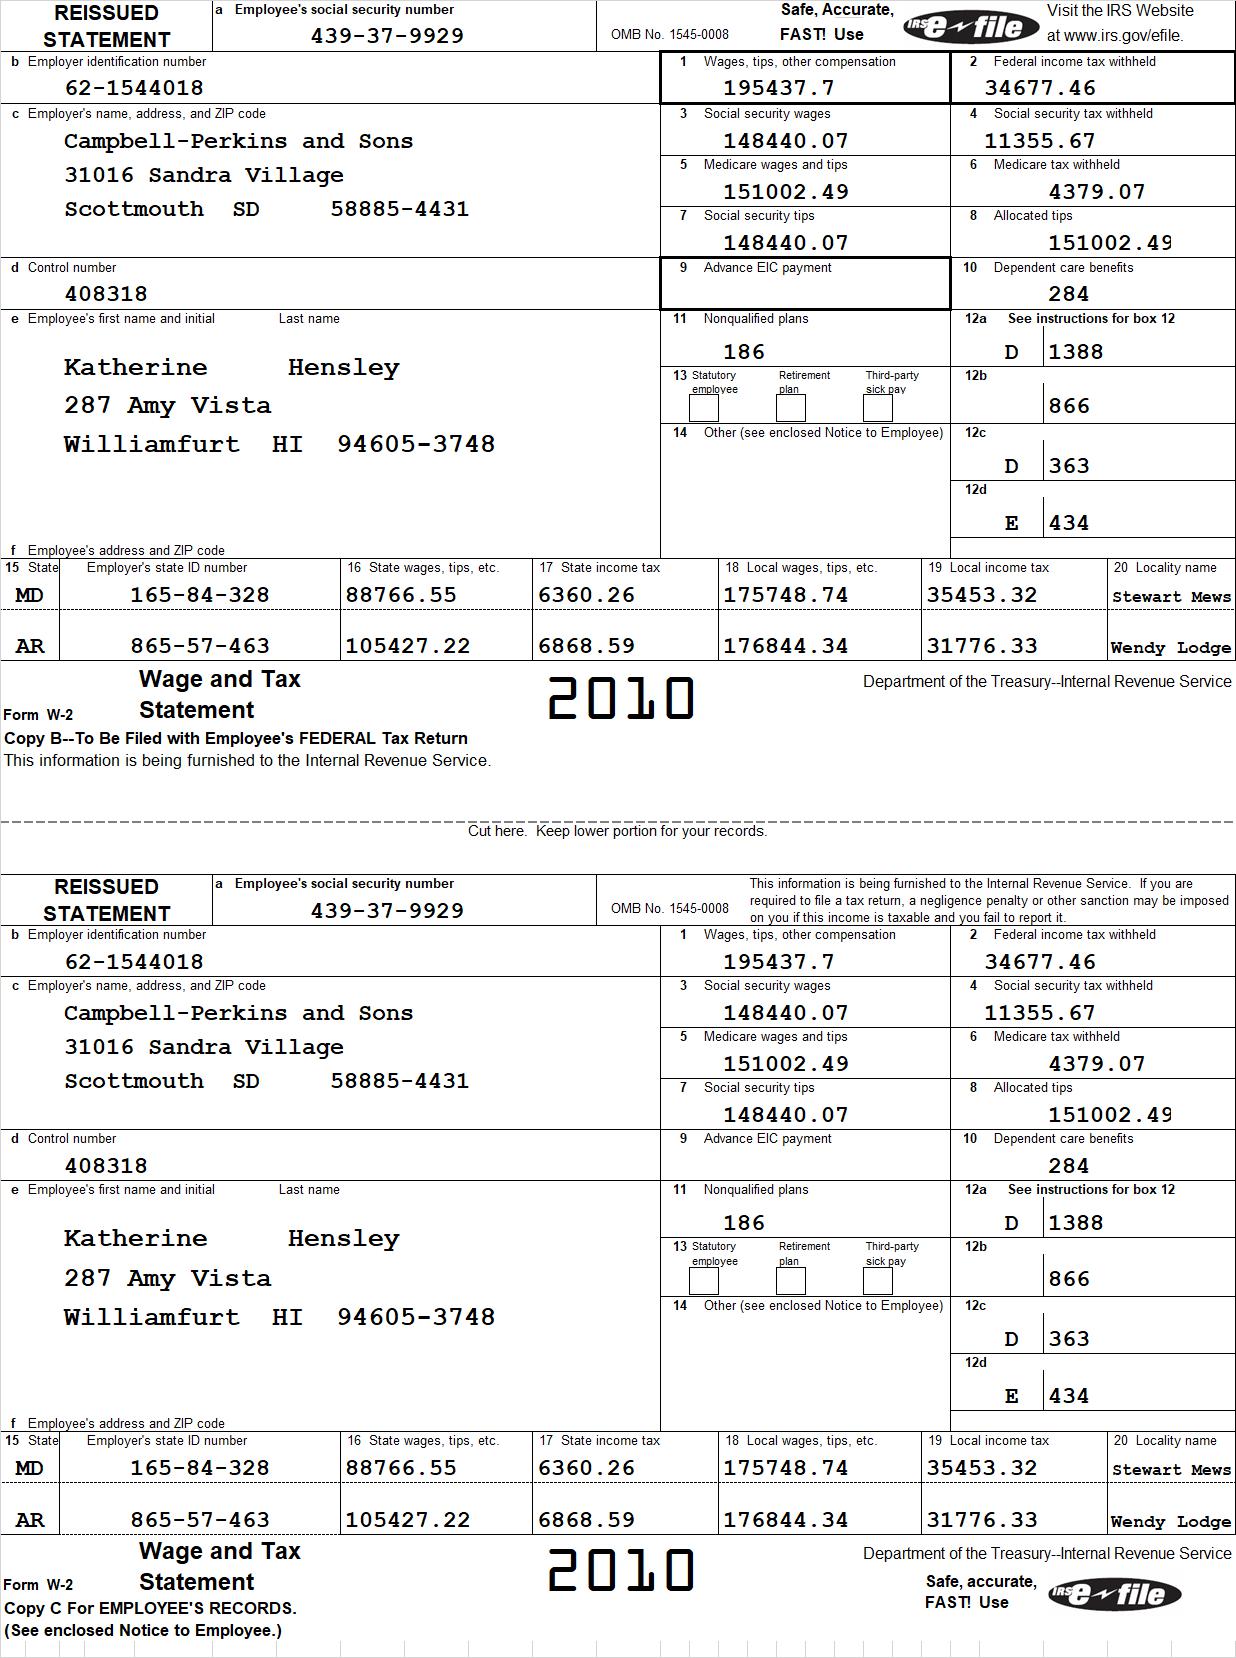 REISSUED STATEMENT
a Employee's social security number
439-37-9929
OMB No. 1545-0008
Safe, Accurate, FAST! Use
IRS e-file
Visit the IRS Website at www.irs.gov/efile.
b Employer identification number
62-1544018
1 Wages, tips, other compensation
195437.7
2 Federal income tax withheld
34677.46
c Employer's name, address, and ZIP code
Campbell-Perkins and Sons
31016 Sandra Village
Scottmouth SD 58885-4431
3 Social security wages
148440.07
4 Social security tax withheld
11355.67
5 Medicare wages and tips
151002.49
6 Medicare tax withheld
4379.07
7 Social security tips
148440.07
8 Allocated tips
151002.49
d Control number
408318
9 Advance EIC payment
10 Dependent care benefits
284
e Employee's first name and initial Last name
Katherine Hensley
287 Amy Vista
Williamfurt HI 94605-3748
11 Nonqualified plans
186
12a See instructions for box 12
D 1388
13 Statutory employee Retirement plan Third-party sick pay
12b
866
14 Other (see enclosed Notice to Employee)
12c
D 363
12d
E 434
f Employee's address and ZIP code
15 State Employer's state ID number 16 State wages, tips, etc. 17 State income tax 18 Local wages, tips, etc. 19 Local income tax 20 Locality name
MD 165-84-328 88766.55 6360.26 175748.74 35453.32 Stewart Mews
AR 865-57-463 105427.22 6868.59 176844.34 31776.33 Wendy Lodge
Form W-2 Wage and Tax Statement
2010
Department of the Treasury--Internal Revenue Service
Copy B--To Be Filed with Employee's FEDERAL Tax Return
This information is being furnished to the Internal Revenue Service.
Cut here. Keep lower portion for your records.
REISSUED STATEMENT
a Employee's social security number
439-37-9929
OMB No. 1545-0008
This information is being furnished to the Internal Revenue Service. If you are
required to file a tax return, a negligence penalty or other sanction may be imposed
on you if this income is taxable and you fail to report it.
b Employer identification number
62-1544018
1 Wages, tips, other compensation
195437.7
2 Federal income tax withheld
34677.46
c Employer's name, address, and ZIP code
Campbell-Perkins and Sons
31016 Sandra Village
Scottmouth SD 58885-4431
3 Social security wages
148440.07
4 Social security tax withheld
11355.67
5 Medicare wages and tips
151002.49
6 Medicare tax withheld
4379.07
7 Social security tips
148440.07
8 Allocated tips
151002.49
d Control number
408318
9 Advance EIC payment
10 Dependent care benefits
284
e Employee's first name and initial Last name
Katherine Hensley
287 Amy Vista
Williamfurt HI 94605-3748
11 Nonqualified plans
186
12a See instructions for box 12
D 1388
13 Statutory employee Retirement plan Third-party sick pay
12b
866
14 Other (see enclosed Notice to Employee)
12c
D 363
12d
E 434
f Employee's address and ZIP code
15 State Employer's state ID number 16 State wages, tips, etc. 17 State income tax 18 Local wages, tips, etc. 19 Local income tax 20 Locality name
MD 165-84-328 88766.55 6360.26 175748.74 35453.32 Stewart Mews
AR 865-57-463 105427.22 6868.59 176844.34 31776.33 Wendy Lodge
Form W-2 Wage and Tax Statement
2010
Department of the Treasury--Internal Revenue Service
Safe, accurate, FAST! Use
IRS e-file
Copy C For EMPLOYEE'S RECORDS.
(See enclosed Notice to Employee.)